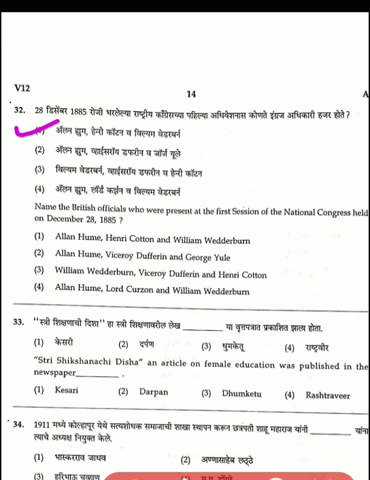 V12
14
A
32. 28 डिसेंबर 1885 रोजी भरलेल्या राष्ट्रीय काँग्रेसच्या पहिल्या अधिवेशनास कोणते इंग्रज अधिकारी हजर होते ?
(1) ॲलन ह्युम, हेन्री कॉटन व विल्यम वेडरबर्न
(2) ॲलन ह्युम, व्हाईसरॉय डफरीन व जॉर्ज यूले
(3) विल्यम वेडरबर्न, व्हाईसरॉय डफरीन व हेन्री कॉटन
(4) ॲलन ह्युम, लॉर्ड कर्झन व विल्यम वेडरबर्न
Name the British officials who were present at the first Session of the National Congress held
on December 28, 1885 ?
(1) Allan Hume, Henri Cotton and William Wedderburn
(2) Allan Hume, Viceroy Dufferin and George Yule
(3) William Wedderburn, Viceroy Dufferin and Henri Cotton
(4) Allan Hume, Lord Curzon and William Wedderburn
33. "स्त्री शिक्षणाची दिशा" हा स्त्री शिक्षणावरील लेख ________ या वृत्तपत्रात प्रकाशित झाला होता.
(1) केसरी (2) दर्पण (3) धुमकेतू (4) राष्ट्रवीर
"Stri Shikshanachi Disha" an article on female education was published in the
newspaper________ .
(1) Kesari (2) Darpan (3) Dhumketu (4) Rashtraveer
34. 1911 मध्ये कोल्हापूर येथे सत्यशोधक समाजाची शाखा स्थापन करून छत्रपती शाहू महाराज यांनी ________ यांना
त्याचे अध्यक्ष नियुक्त केले.
(1) भास्करराव जाधव (2) अण्णासाहेब लठ्ठे
(3) हरिभाऊ चव्हाण